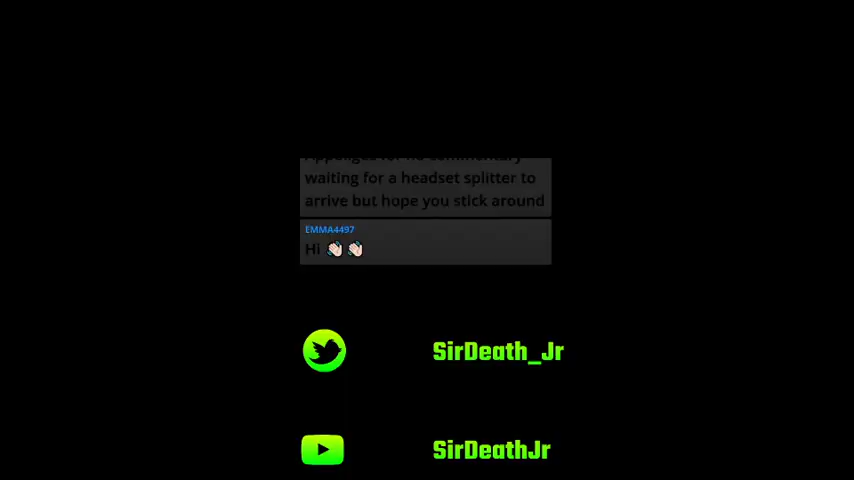 waiting for a headset splitter to
arrive but hope you stick around
EMMA4497
Hi 👋🏻👋🏻
SirDeath_Jr
SirDeathJr